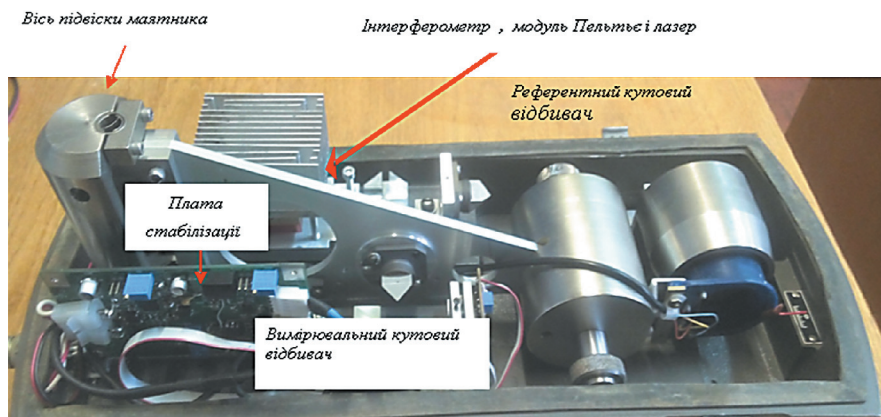 Вісь підвіски маятника
Інтерферометр , модуль Пельтьє і лазер
Референтний кутовий
відбивач
Плата
стабілізації
Вимірювальний кутовий
відбивач